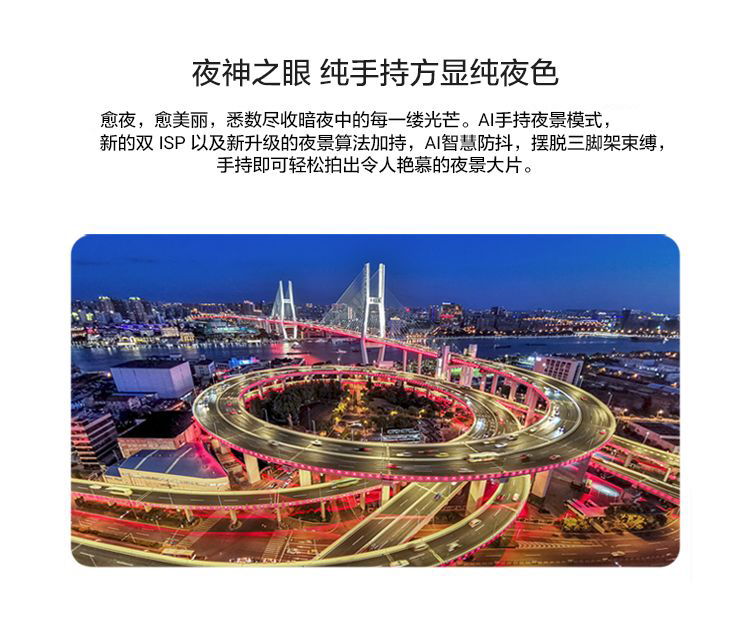 夜神之眼 纯手持方显纯夜色
愈夜，愈美丽，悉数尽收暗夜中的每一缕光芒。AI手持夜景模式，
新的双 ISP 以及新升级的夜景算法加持，AI智慧防抖，摆脱三脚架束缚，
手持即可轻松拍出令人艳慕的夜景大片。